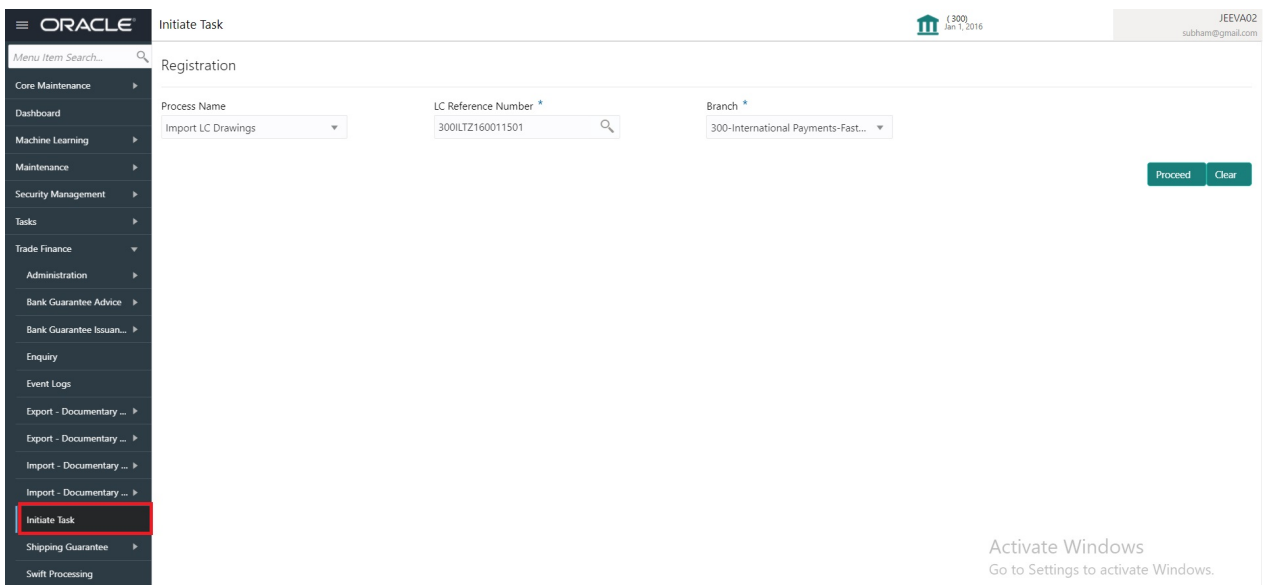 ORACLE
Initiate Task
( 300)
Jan 1, 2016
JEEVA02
subham@gmail.com
Menu Item Search...
Core Maintenance
Dashboard
Machine Learning
Maintenance
Security Management
Tasks
Trade Finance
Administration
Bank Guarantee Advice
Bank Guarantee Issuan...
Enquiry
Event Logs
Export - Documentary ...
Export - Documentary ...
Import - Documentary ...
Import - Documentary ...
Initiate Task
Shipping Guarantee
Swift Processing
Registration
Process Name
LC Reference Number *
Branch *
Import LC Drawings
300ILTZ160011501
300-International Payments-Fast...
Proceed
Clear
Activate Windows
Go to Settings to activate Windows.